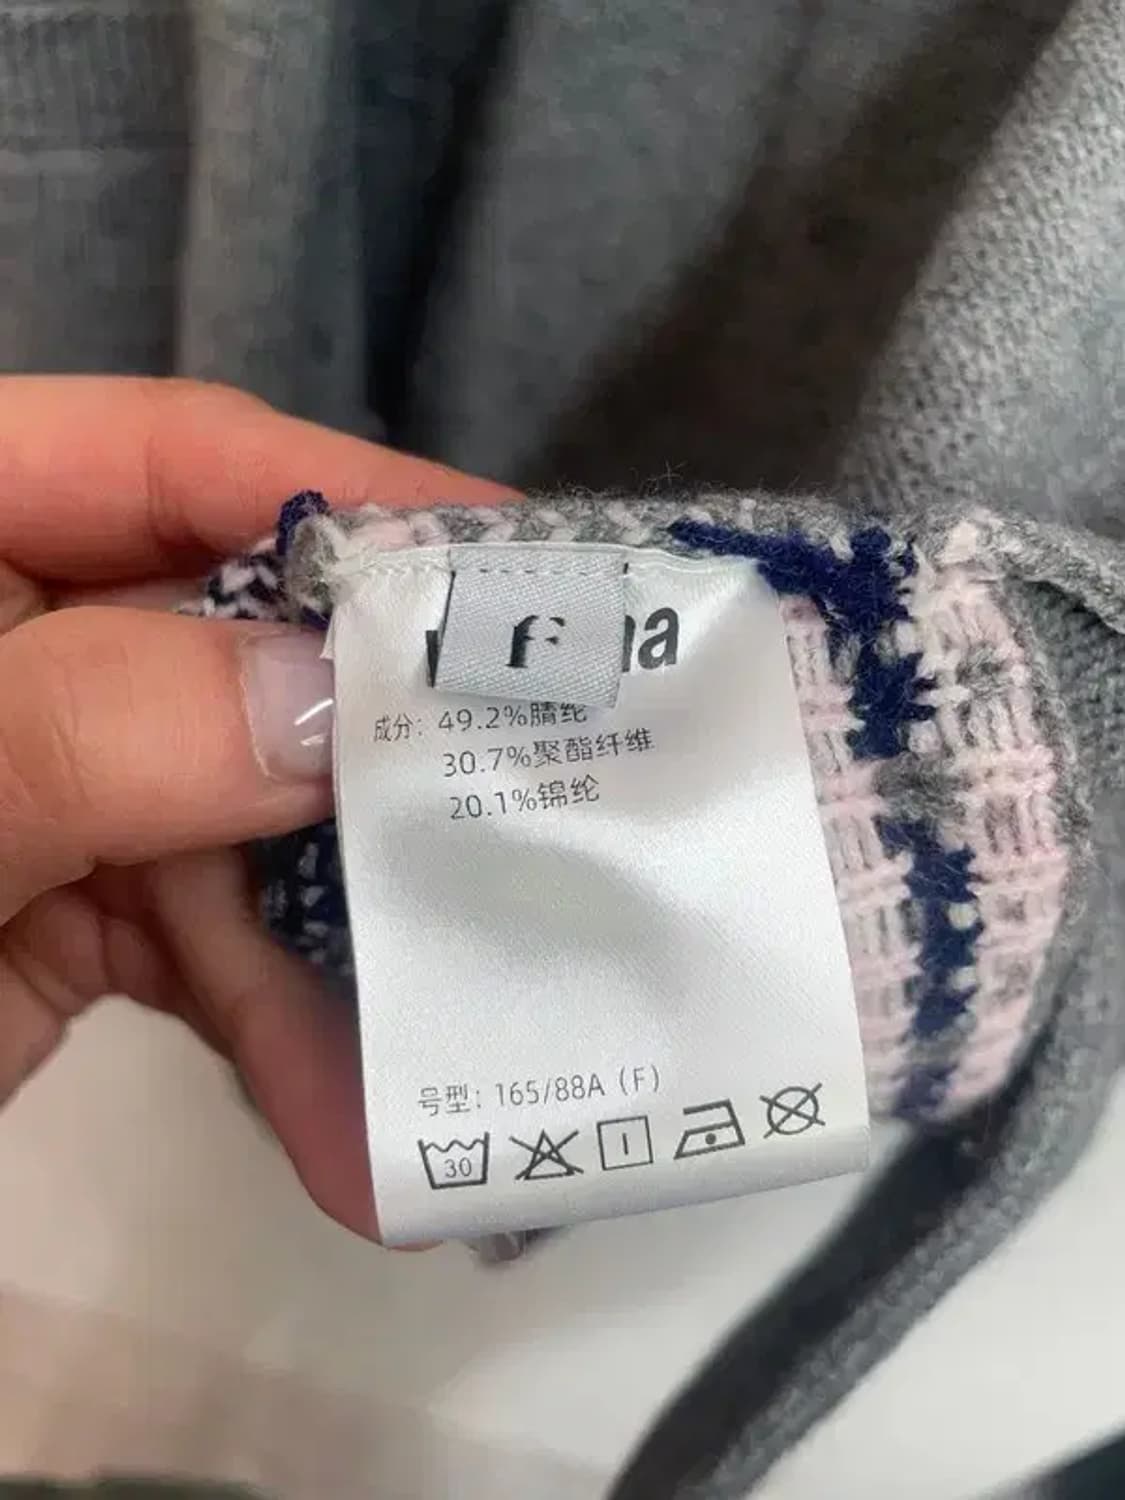 F
na
成分: 49.2%腈纶
30.7%聚酯纤维
20.1%锦纶
号型: 165/88A (F)
30